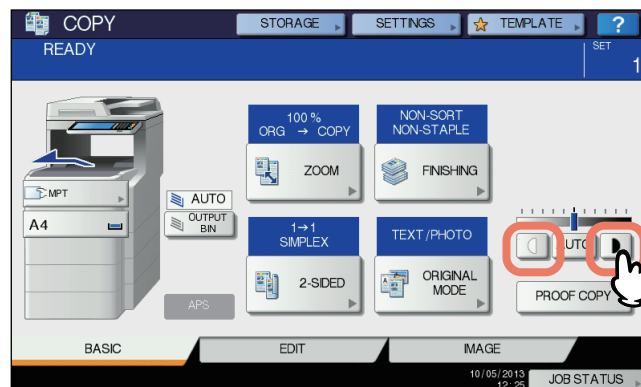 COPY
STORAGE
SETTINGS
TEMPLATE
?
READY
SET
1
100 %
ORG → COPY
NON-SORT
NON-STAPLE
ZOOM
FINISHING
MPT
AUTO
A4
OUTPUT
BIN
1→1
SIMPLEX
TEXT/PHOTO
AUTO
2-SIDED
ORIGINAL
MODE
PROOF COPY
APS
BASIC
EDIT
IMAGE
10/05/2013
12:25
JOB STATUS